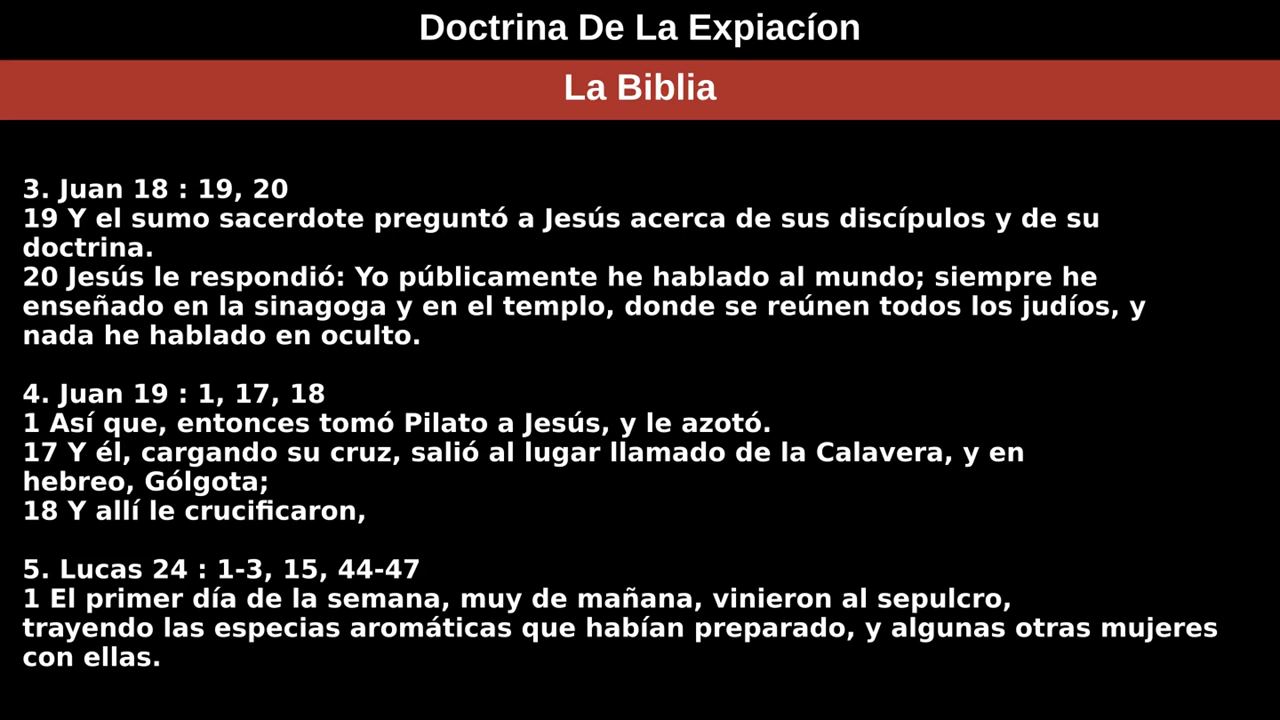 Doctrina De La Expiacíon
La Biblia
3. Juan 18 : 19, 20
19 Y el sumo sacerdote preguntó a Jesús acerca de sus discípulos y de su
doctrina.
20 Jesús le respondió: Yo públicamente he hablado al mundo; siempre he
enseñado en la sinagoga y en el templo, donde se reúnen todos los judíos, y
nada he hablado en oculto.
4. Juan 19 : 1, 17, 18
1 Así que, entonces tomó Pilato a Jesús, y le azotó.
17 Y él, cargando su cruz, salió al lugar llamado de la Calavera, y en
hebreo, Gólgota;
18 Y allí le crucificaron,
5. Lucas 24 : 1-3, 15, 44-47
1 El primer día de la semana, muy de mañana, vinieron al sepulcro,
trayendo las especias aromáticas que habían preparado, y algunas otras mujeres
con ellas.